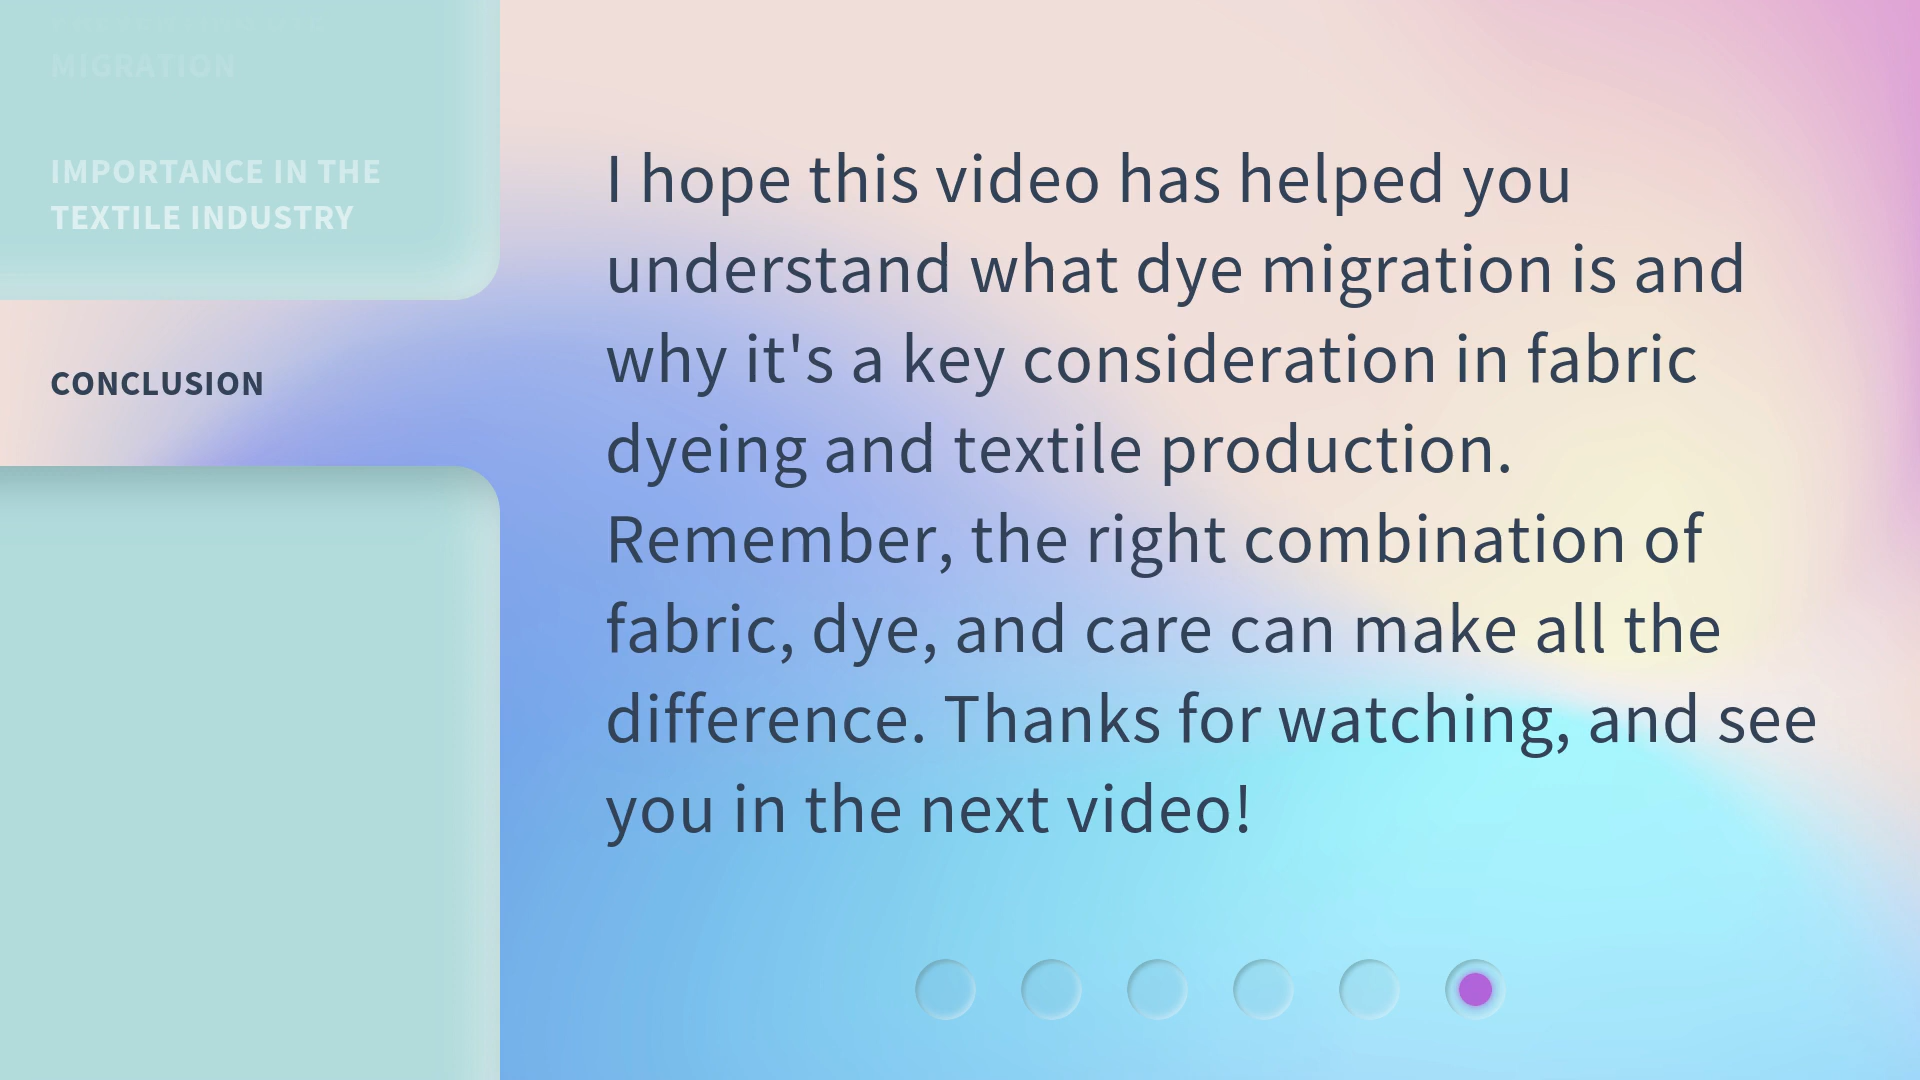 MIGRATION
IMPORTANCE IN THE
TEXTILE INDUSTRY
CONCLUSION
I hope this video has helped you
understand what dye migration is and
why it's a key consideration in fabric
dyeing and textile production.
Remember, the right combination of
fabric, dye, and care can make all the
difference. Thanks for watching, and see
you in the next video!